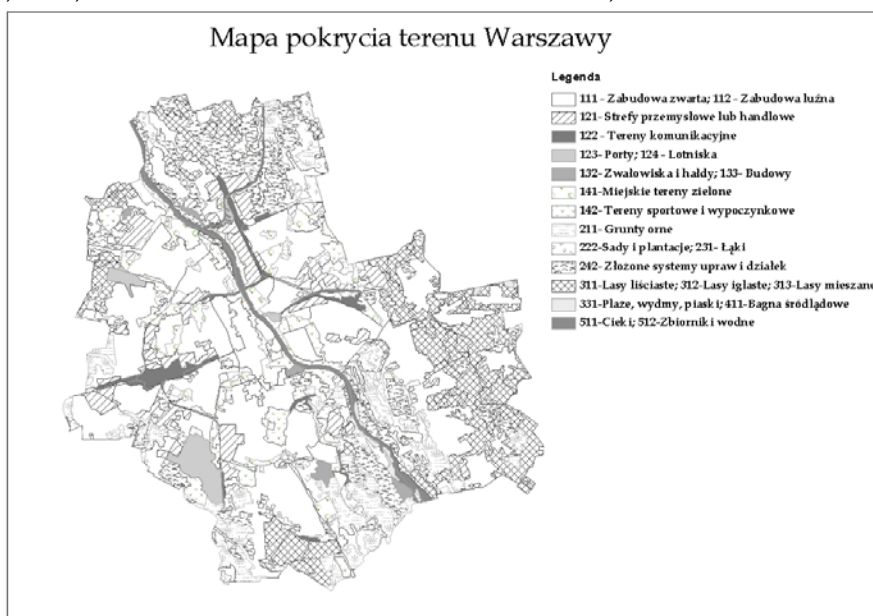 Mapa pokrycia terenu Warszawy
Legenda
111 - Zabudowa zwarta; 112 - Zabudowa luźna
121- Strefy przemysłowe lub handlowe
122 - Tereny komunikacyjne
123- Porty; 124 - Lotniska
132- Zwałowiska i hałdy; 133- Budowy
141-Miejskie tereny zielone
142- Tereny sportowe i wypoczynkowe
211- Grunty orne
222-Sady i plantacje; 231- Łąki
242- Złożone systemy upraw i działek
311-Lasy liściaste; 312-Lasy iglaste; 313-Lasy mieszane
331-Plaże, wydmy, piaski; 411-Bagna śródlądowe
511-Cieki; 512-Zbiorniki wodne